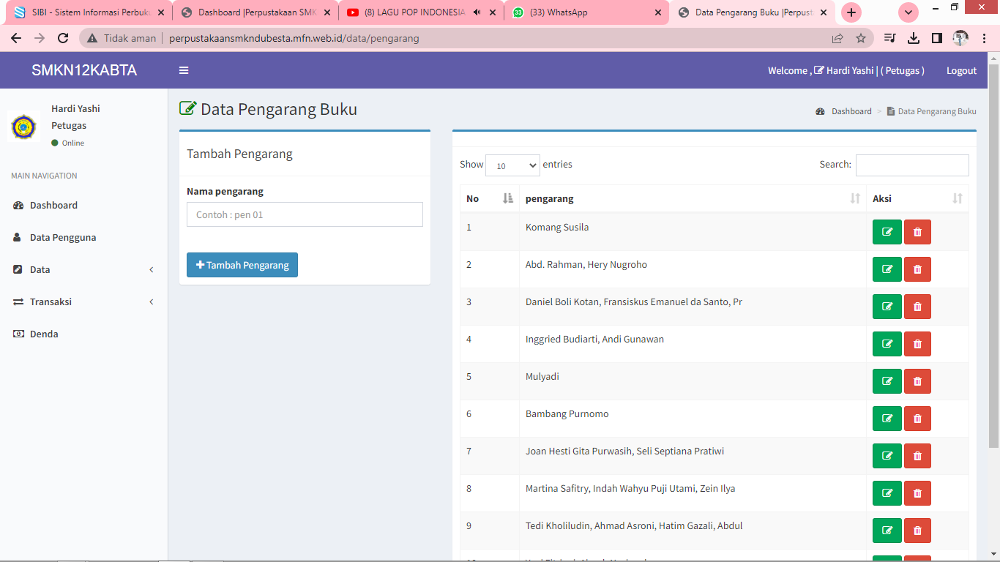 SIBI - Sistem Informasi Perbuku
Dashboard |Perpustakaan SMK
(8) LAGU POP INDONESIA
(33) WhatsApp
Data Pengarang Buku |Perpust
Tidak aman | perpustakaansmkndubesta.mfn.web.id/data/pengarang
SMKN12KABTA
Welcome , Hardi Yashi | ( Petugas )
Logout
Hardi Yashi
Petugas
Online
MAIN NAVIGATION
Dashboard
Data Pengguna
Data
Transaksi
Denda
Data Pengarang Buku
Dashboard > Data Pengarang Buku
Tambah Pengarang
Nama pengarang
Contoh : pen 01
Tambah Pengarang
Show 10 entries
Search:
No pengarang Aksi
1 Komang Susila
2 Abd. Rahman, Hery Nugroho
3 Daniel Boli Kotan, Fransiskus Emanuel da Santo, Pr
4 Inggried Budiarti, Andi Gunawan
5 Mulyadi
6 Bambang Purnomo
7 Joan Hesti Gita Purwasih, Seli Septiana Pratiwi
8 Martina Safitry, Indah Wahyu Puji Utami, Zein Ilya
9 Tedi Kholiludin, Ahmad Asroni, Hatim Gazali, Abdul